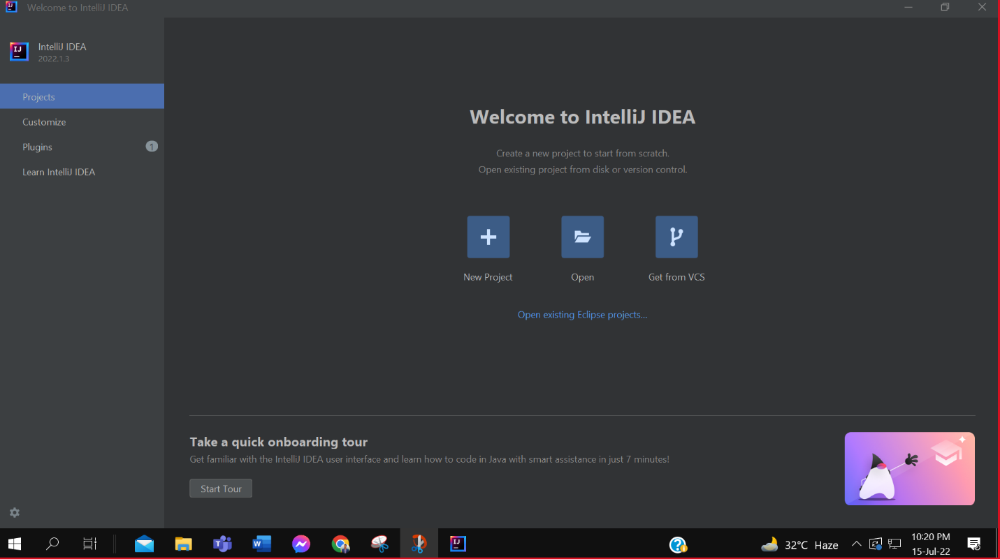 Welcome to IntelliJ IDEA
IJ
IntelliJ IDEA
2022.1.3
Projects
Customize
Plugins
1
Learn IntelliJ IDEA
Welcome to IntelliJ IDEA
Create a new project to start from scratch.
Open existing project from disk or version control.
New Project
Open
Get from VCS
Open existing Eclipse projects...
Take a quick onboarding tour
Get familiar with the IntelliJ IDEA user interface and learn how to code in Java with smart assistance in just 7 minutes!
Start Tour
32°C Haze
10:20 PM
15-Jul-22